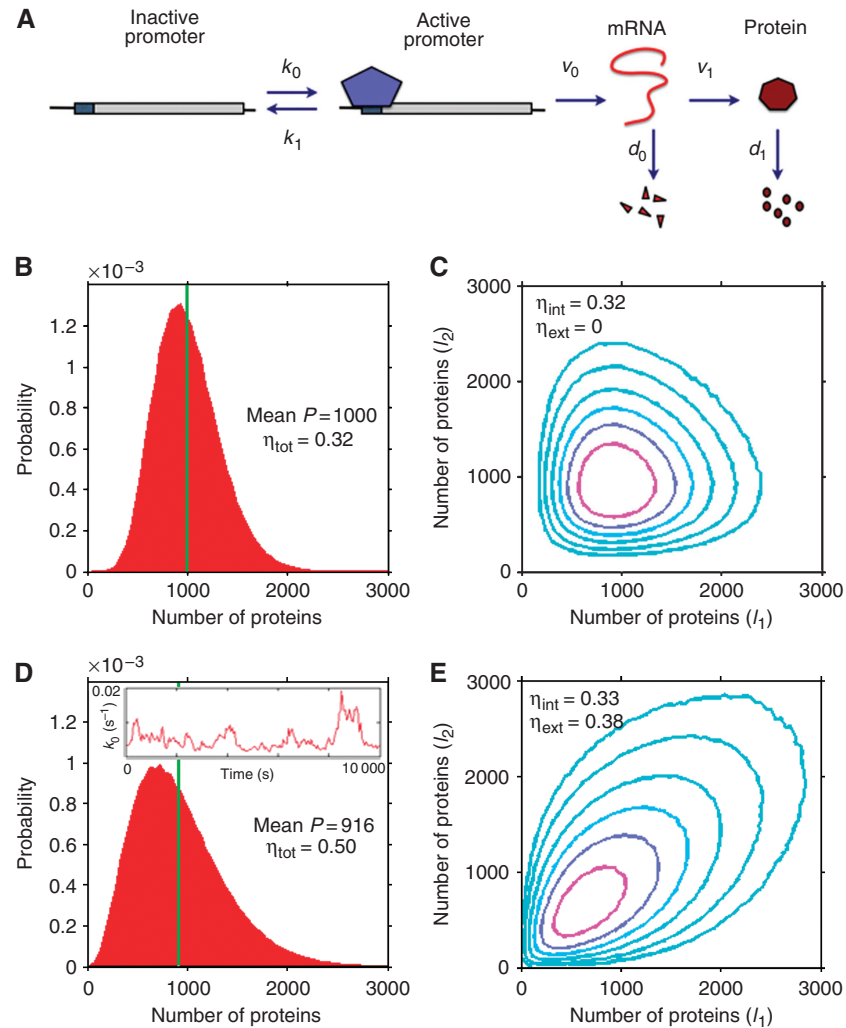 A
Inactive promoter
Active promoter
mRNA
Protein
k0
k1
v0
v1
d0
d1
B
×10−3
1.2
1
0.8
0.6
0.4
0.2
0
Probability
Mean P=1000
ηtot = 0.32
0 1000 2000 3000
Number of proteins
C
3000
2000
1000
0
Number of proteins (I2)
ηint = 0.32
ηext = 0
0 1000 2000 3000
Number of proteins (I1)
D
×10−3
1.2
1
0.8
0.6
0.4
0.2
0
Probability
0.02
k0 (s−1)
0
Time (s)
10 000
Mean P=916
ηtot = 0.50
0 1000 2000 3000
Number of proteins
E
3000
2000
1000
0
Number of proteins (I2)
ηint = 0.33
ηext = 0.38
0 1000 2000 3000
Number of proteins (I1)